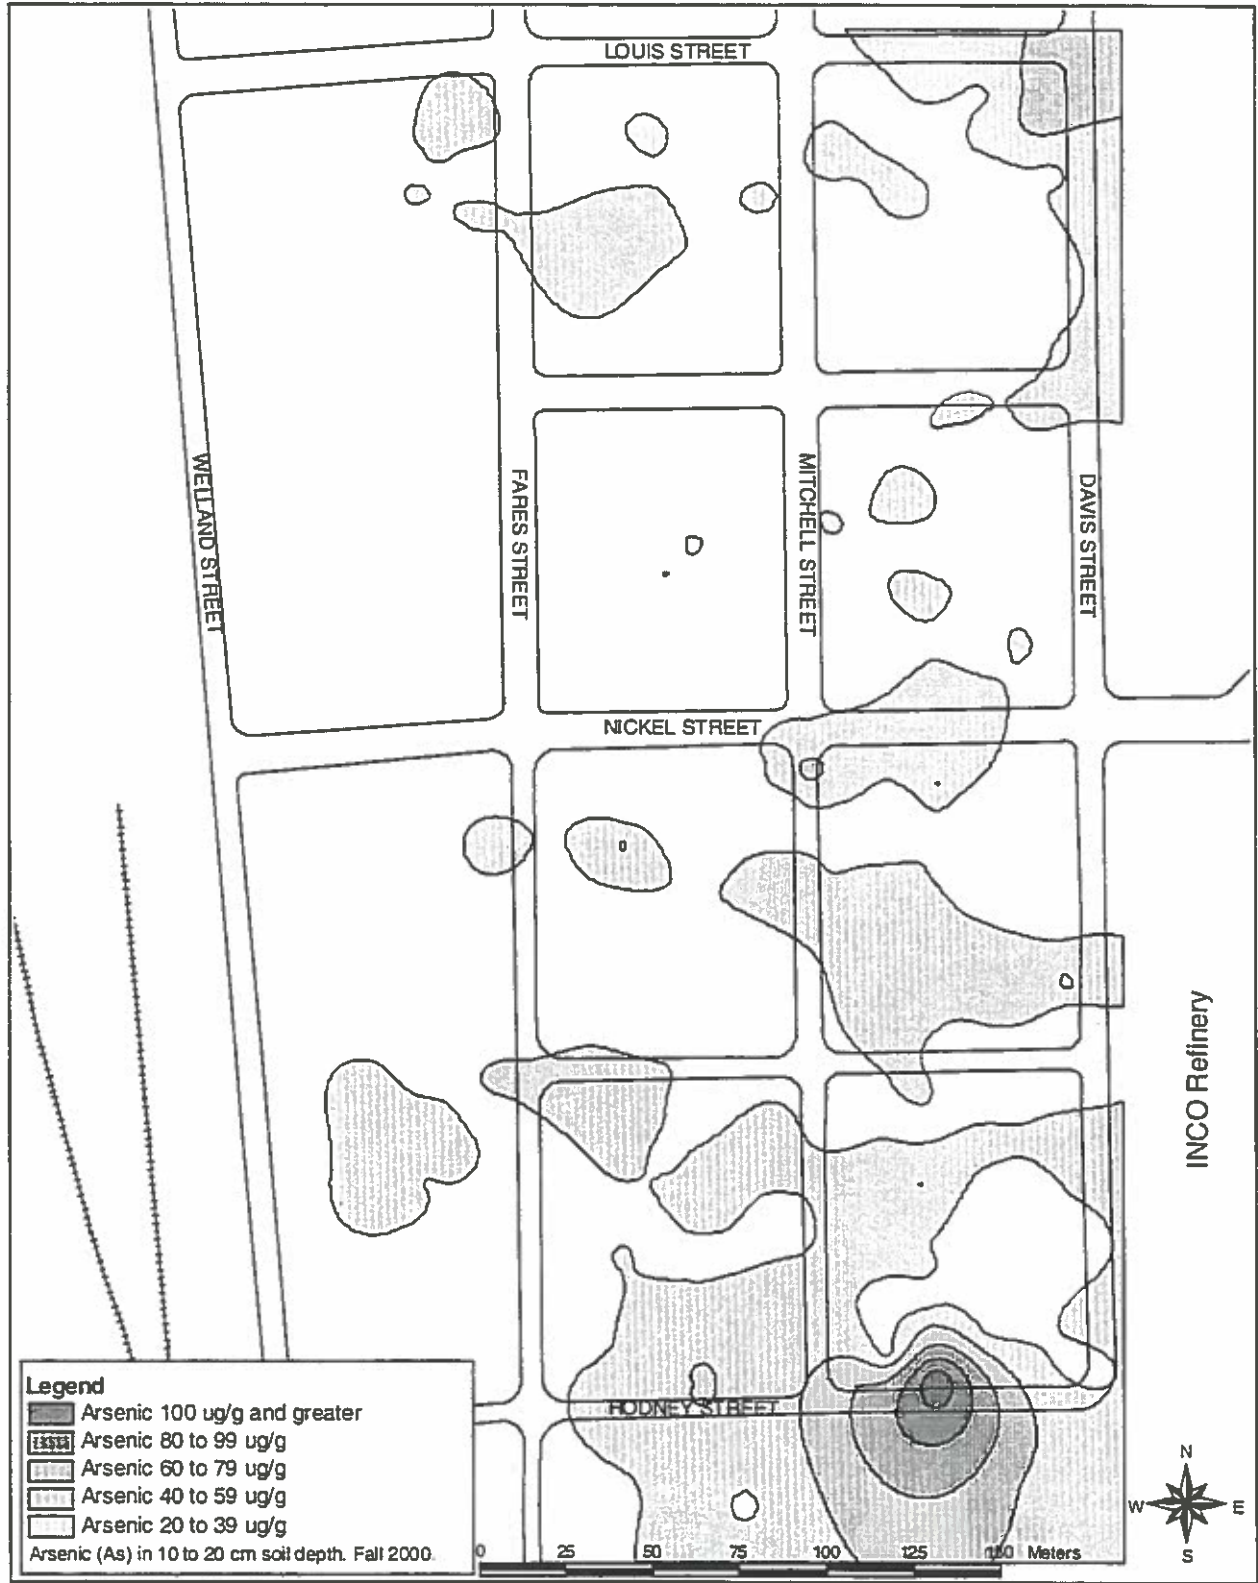 LOUIS STREET
WELLAND STREET
FARES STREET
MITCHELL STREET
DAVIS STREET
NICKEL STREET
INCO Refinery
RODNEY STREET
Legend
Arsenic 100 ug/g and greater
Arsenic 80 to 99 ug/g
Arsenic 60 to 79 ug/g
Arsenic 40 to 59 ug/g
Arsenic 20 to 39 ug/g
Arsenic (As) in 10 to 20 cm soil depth. Fall 2000.
0 25 50 75 100 125 150 Meters
N
W E
S